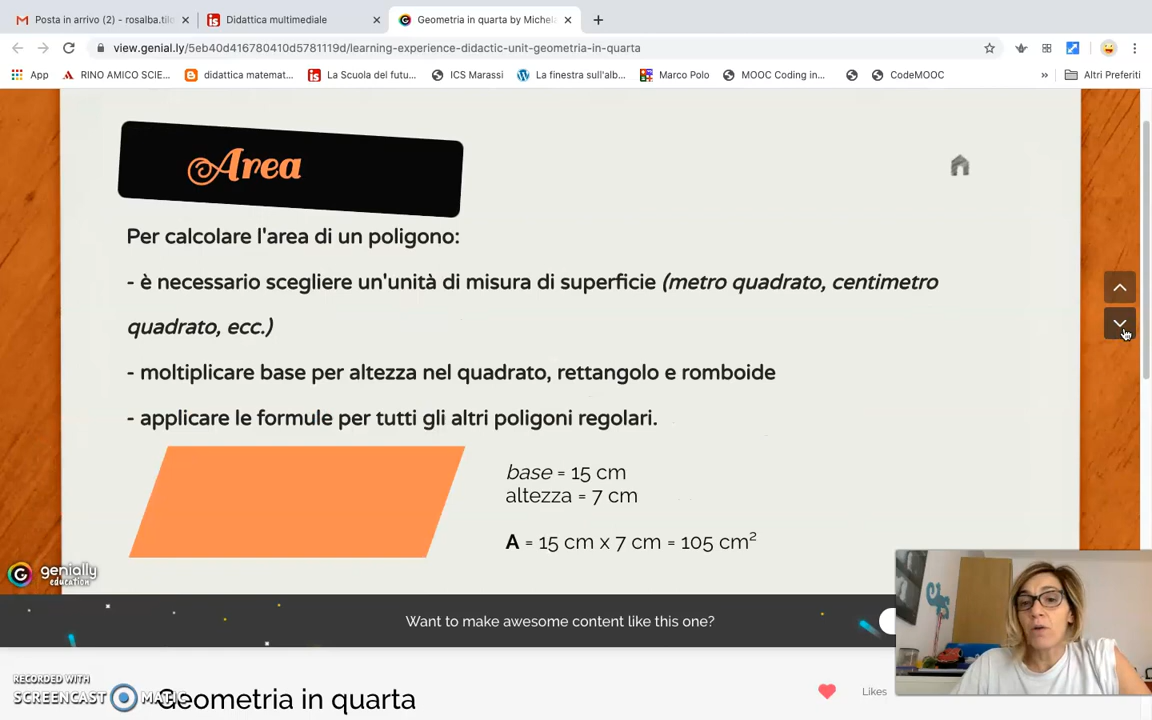 Posta in arrivo (2) - rosalba.tilo
Didattica multimediale
Geometria in quarta by Michela
view.genial.ly/5eb40d416780410d5781119d/learning-experience-didactic-unit-geometria-in-quarta
App
RINO AMICO SCIE...
didattica matemat...
La Scuola del futu...
ICS Marassi
La finestra sull'alb...
Marco Polo
MOOC Coding in...
CodeMOOC
»
Altri Preferiti
Area
Per calcolare l'area di un poligono:
- è necessario scegliere un'unità di misura di superficie (metro quadrato, centimetro
quadrato, ecc.)
- moltiplicare base per altezza nel quadrato, rettangolo e romboide
- applicare le formule per tutti gli altri poligoni regolari.
base = 15 cm
altezza = 7 cm
A = 15 cm x 7 cm = 105 cm²
genially
education
Want to make awesome content like this one?
RECORDED WITH
SCREENCAST MATIC
Geometria in quarta
Likes